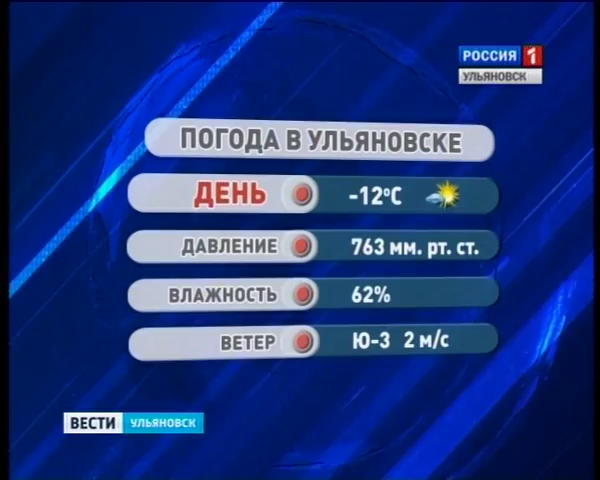 РОССИЯ 1
УЛЬЯНОВСК
ПОГОДА В УЛЬЯНОВСКЕ
ДЕНЬ -12°C
ДАВЛЕНИЕ 763 мм. рт. ст.
ВЛАЖНОСТЬ 62%
ВЕТЕР Ю-З 2 м/с
ВЕСТИ УЛЬЯНОВСК